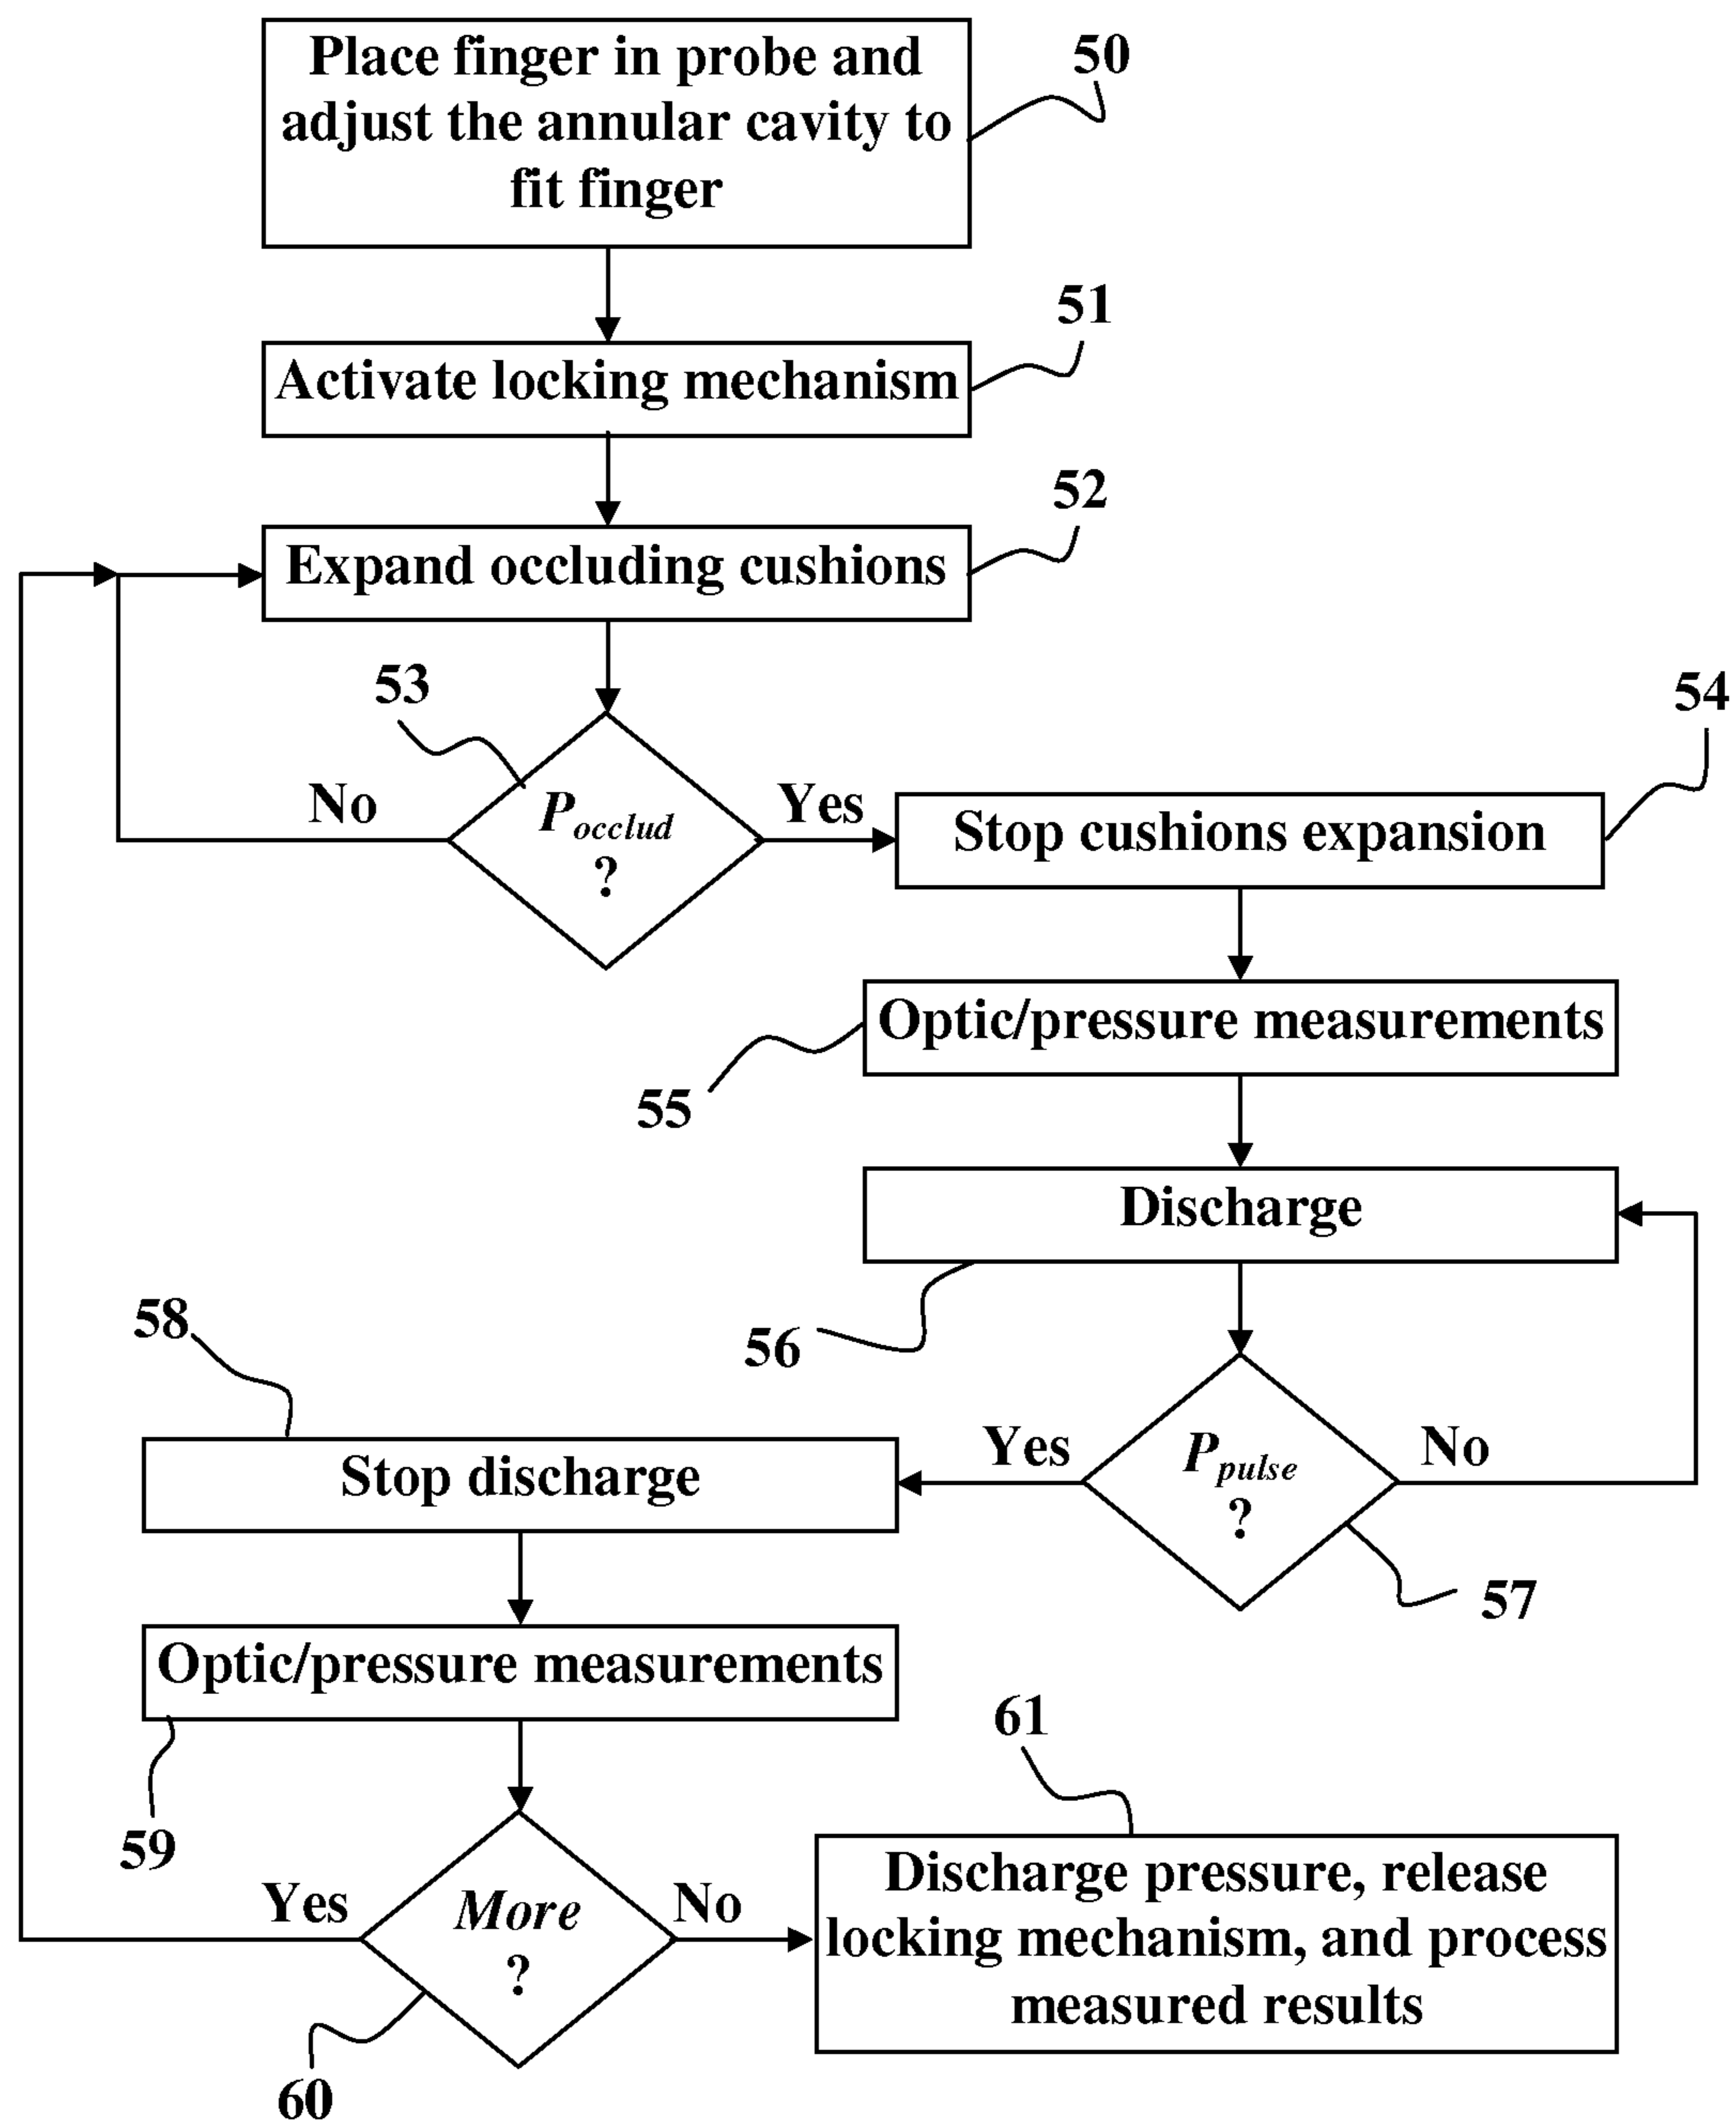 Place finger in probe and
adjust the annular cavity to
fit finger
50
51
Activate locking mechanism
52
Expand occluding cushions
53
54
No
P occlud
?
Yes
Stop cushions expansion
Optic/pressure measurements
55
Discharge
56
58
Stop discharge
Yes
P pulse
?
No
57
Optic/pressure measurements
59
61
Yes
More
?
No
Discharge pressure, release
locking mechanism, and process
measured results
60